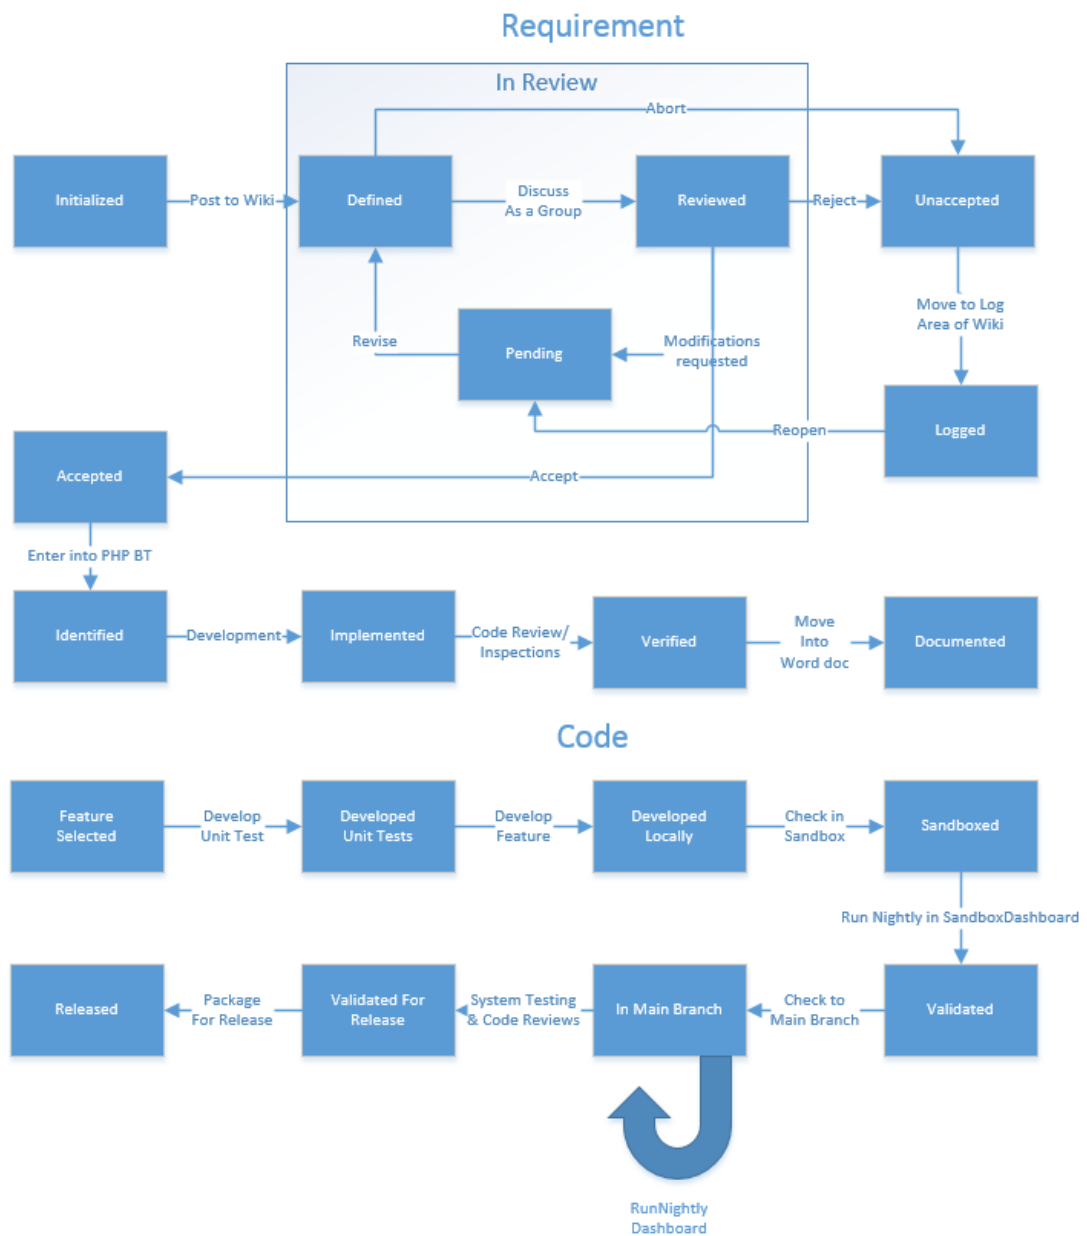 Requirement
In Review
Abort
Initialized
Post to Wiki
Defined
Discuss
As a Group
Reviewed
Reject
Unaccepted
Move to Log
Area of Wiki
Revise
Pending
Modifications
requested
Reopen
Logged
Accepted
Accept
Enter into PHP BT
Identified
Development
Implemented
Code Review/
Inspections
Verified
Move
Into
Word doc
Documented
Code
Feature
Selected
Develop
Unit Test
Developed
Unit Tests
Develop
Feature
Developed
Locally
Check in
Sandbox
Sandboxed
Run Nightly in SandboxDashboard
Released
Package
For Release
Validated For
Release
System Testing
& Code Reviews
In Main Branch
Check to
Main Branch
Validated
RunNightly
Dashboard